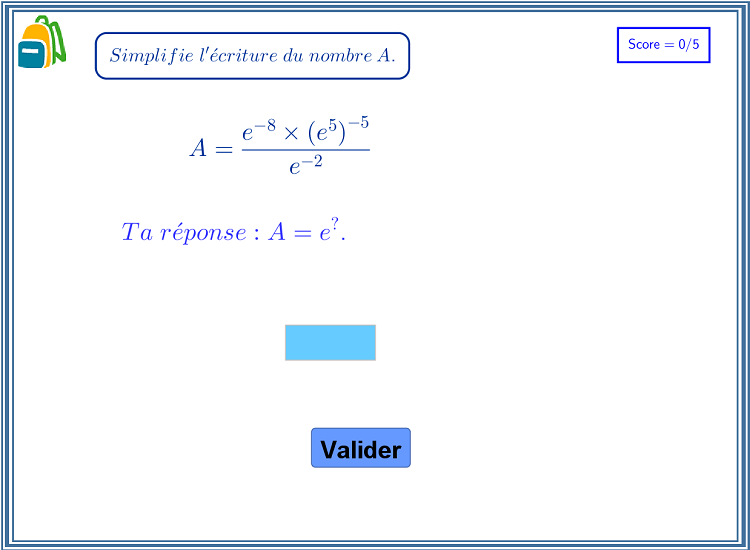 Simplifie l'écriture du nombre A.
Score = 0/5
A = \frac{e^{-8} \times (e^{5})^{-5}}{e^{-2}}
Ta réponse : A = e^{?}.
Valider